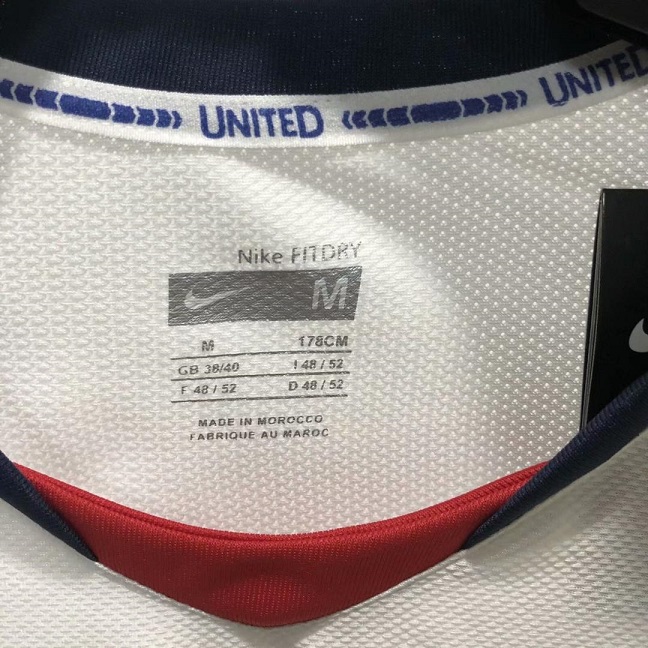 UNITED UNITED
Nike FITDRY
M
M 178CM
GB 38/40 I 48 / 52
F 48 / 52 D 48 / 52
MADE IN MOROCCO
FABRIQUE AU MAROC